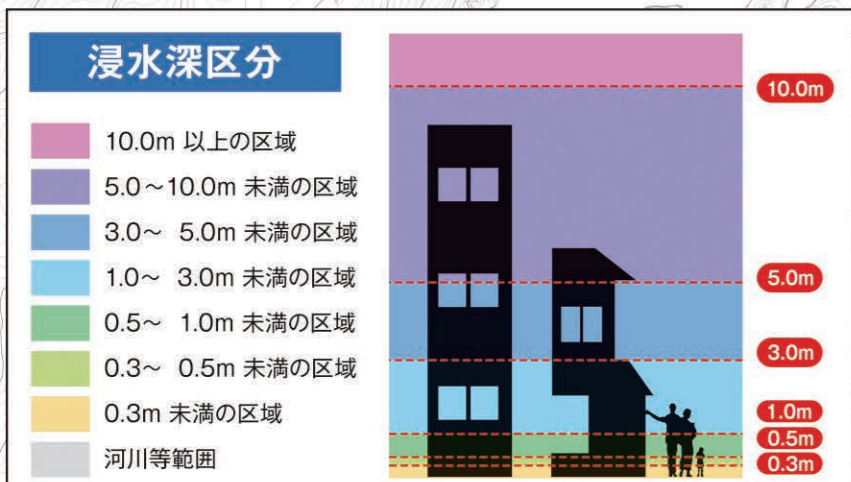 浸水深区分
10.0m 以上の区域
5.0～10.0m 未満の区域
3.0～ 5.0m 未満の区域
1.0～ 3.0m 未満の区域
0.5～ 1.0m 未満の区域
0.3～ 0.5m 未満の区域
0.3m 未満の区域
河川等範囲
10.0m
5.0m
3.0m
1.0m
0.5m
0.3m